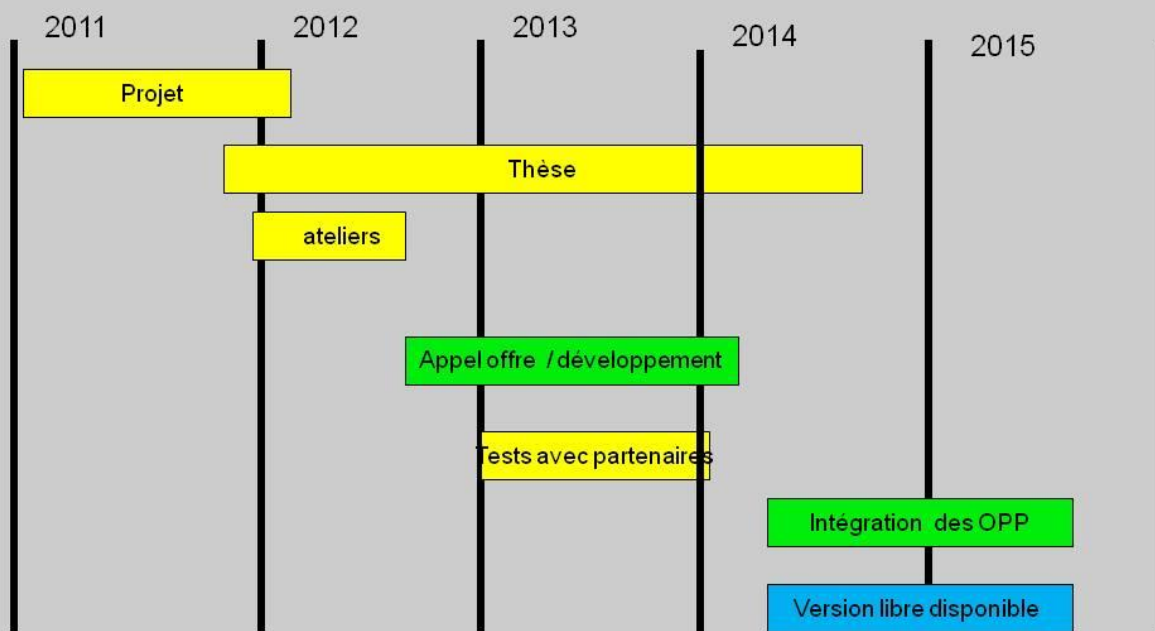 2011
2012
2013
2014
2015
Projet
Thèse
ateliers
Appel offre / développement
Tests avec partenaires
Intégration des OPP
Version libre disponible